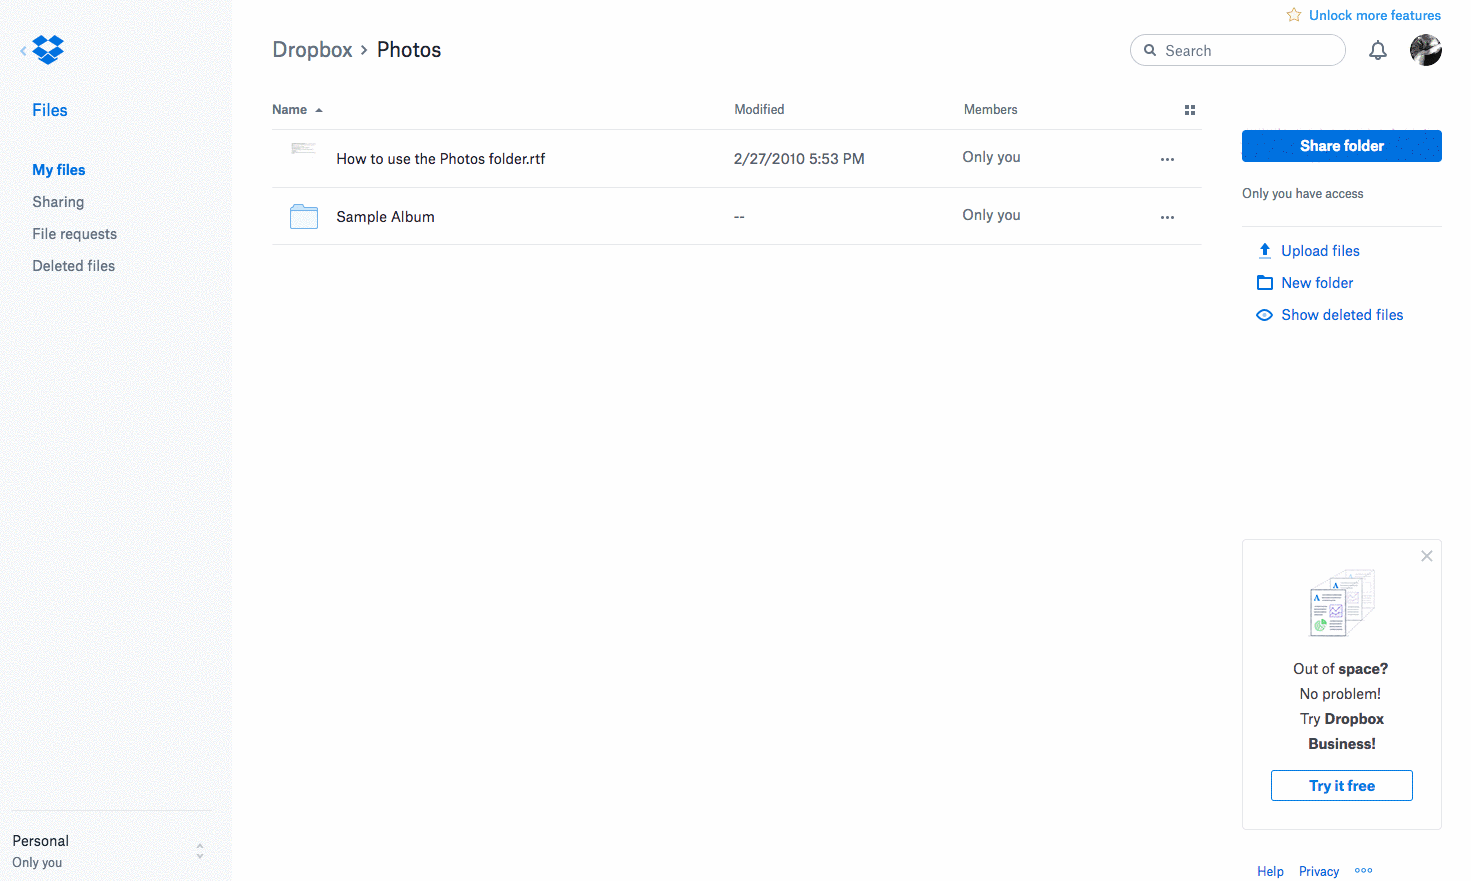 Unlock more features
Dropbox › Photos
Search
Files
My files
Sharing
File requests
Deleted files
Name Modified Members
How to use the Photos folder.rtf 2/27/2010 5:53 PM Only you
Sample Album -- Only you
Share folder
Only you have access
Upload files
New folder
Show deleted files
Out of space?
No problem!
Try Dropbox
Business!
Try it free
Personal
Only you
Help Privacy